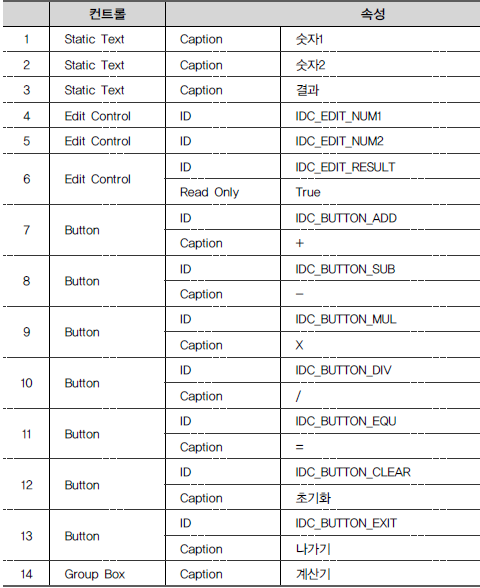 컨트롤 속성
1 Static Text Caption 숫자1
2 Static Text Caption 숫자2
3 Static Text Caption 결과
4 Edit Control ID IDC_EDIT_NUM1
5 Edit Control ID IDC_EDIT_NUM2
6 Edit Control ID IDC_EDIT_RESULT
Read Only True
7 Button ID IDC_BUTTON_ADD
Caption +
8 Button ID IDC_BUTTON_SUB
Caption -
9 Button ID IDC_BUTTON_MUL
Caption X
10 Button ID IDC_BUTTON_DIV
Caption /
11 Button ID IDC_BUTTON_EQU
Caption =
12 Button ID IDC_BUTTON_CLEAR
Caption 초기화
13 Button ID IDC_BUTTON_EXIT
Caption 나가기
14 Group Box Caption 계산기